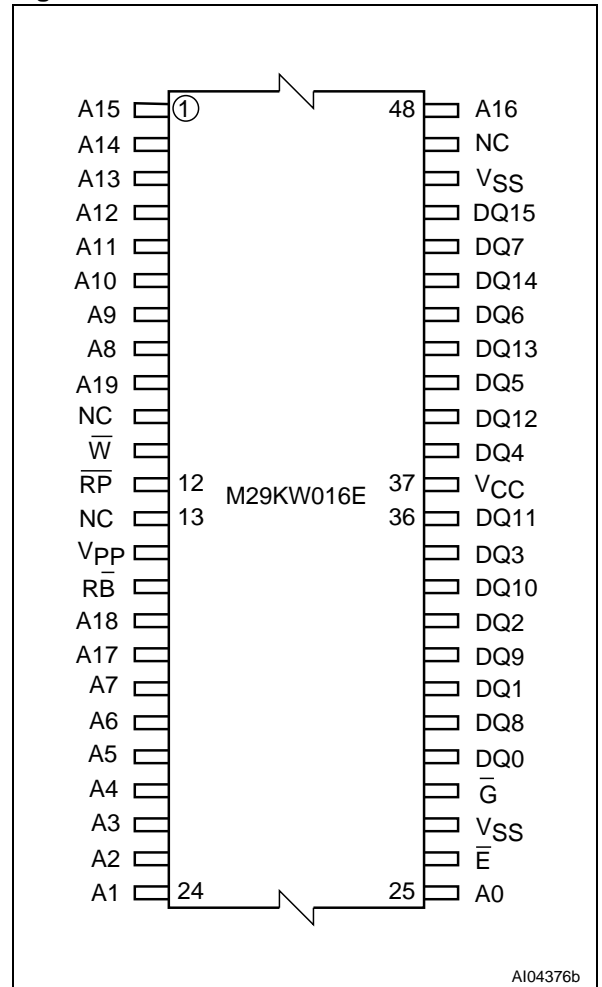 A15 1 48 A16
A14 NC
A13 VSS
A12 DQ15
A11 DQ7
A10 DQ14
A9 DQ6
A8 DQ13
A19 DQ5
NC DQ12
W̅ DQ4
R̅P̅ 12 M29KW016E 37 VCC
NC 13 36 DQ11
VPP DQ3
RB̅ DQ10
A18 DQ2
A17 DQ9
A7 DQ1
A6 DQ8
A5 DQ0
A4 G̅
A3 VSS
A2 E̅
A1 24 25 A0
AI04376b